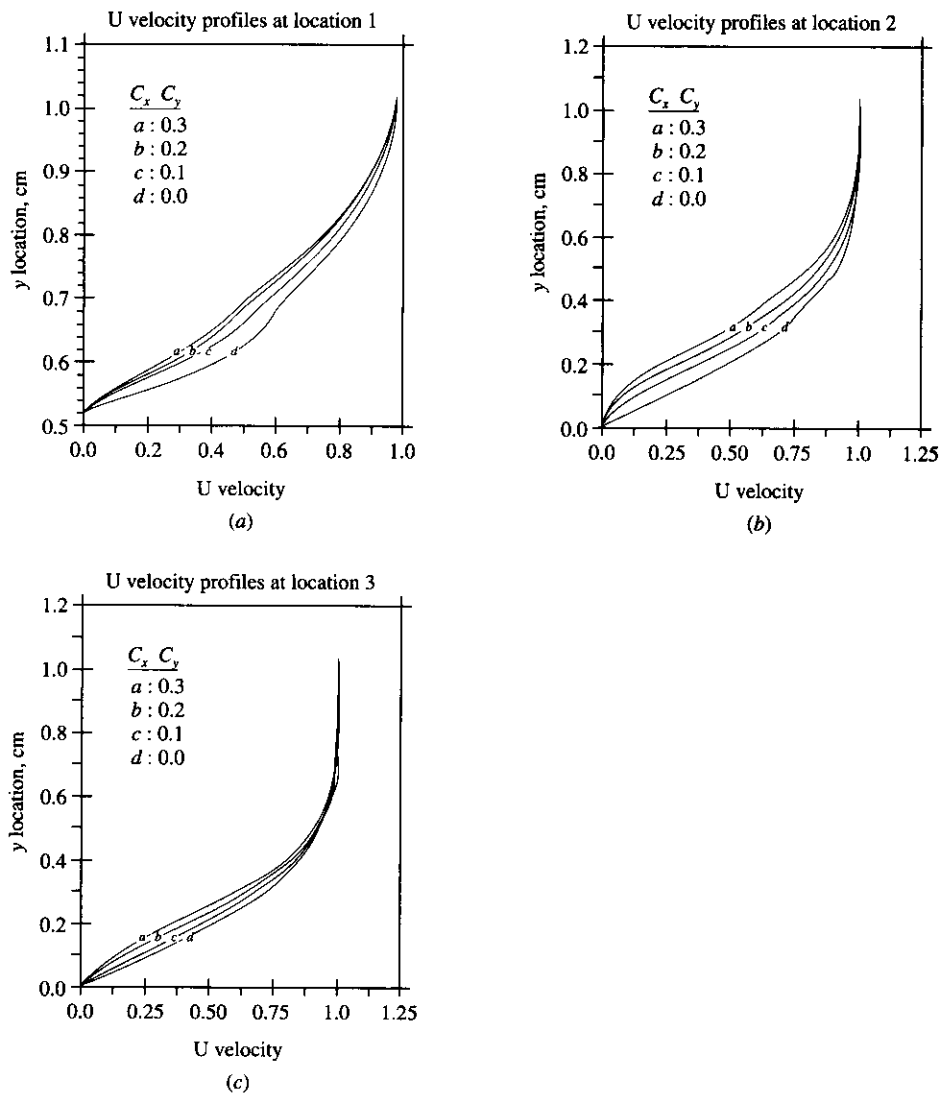 U velocity profiles at location 1
1.1
1.0
0.9
0.8
0.7
0.6
0.5
y location, cm
C_x C_y
a : 0.3
b : 0.2
c : 0.1
d : 0.0
a b c d
0.0 0.2 0.4 0.6 0.8 1.0
U velocity
(a)
U velocity profiles at location 2
1.2
1.0
0.8
0.6
0.4
0.2
0.0
y location, cm
C_x C_y
a : 0.3
b : 0.2
c : 0.1
d : 0.0
a b c d
0.0 0.25 0.50 0.75 1.0 1.25
U velocity
(b)
U velocity profiles at location 3
1.2
1.0
0.8
0.6
0.4
0.2
0.0
y location, cm
C_x C_y
a : 0.3
b : 0.2
c : 0.1
d : 0.0
a b c d
0.0 0.25 0.50 0.75 1.0 1.25
U velocity
(c)